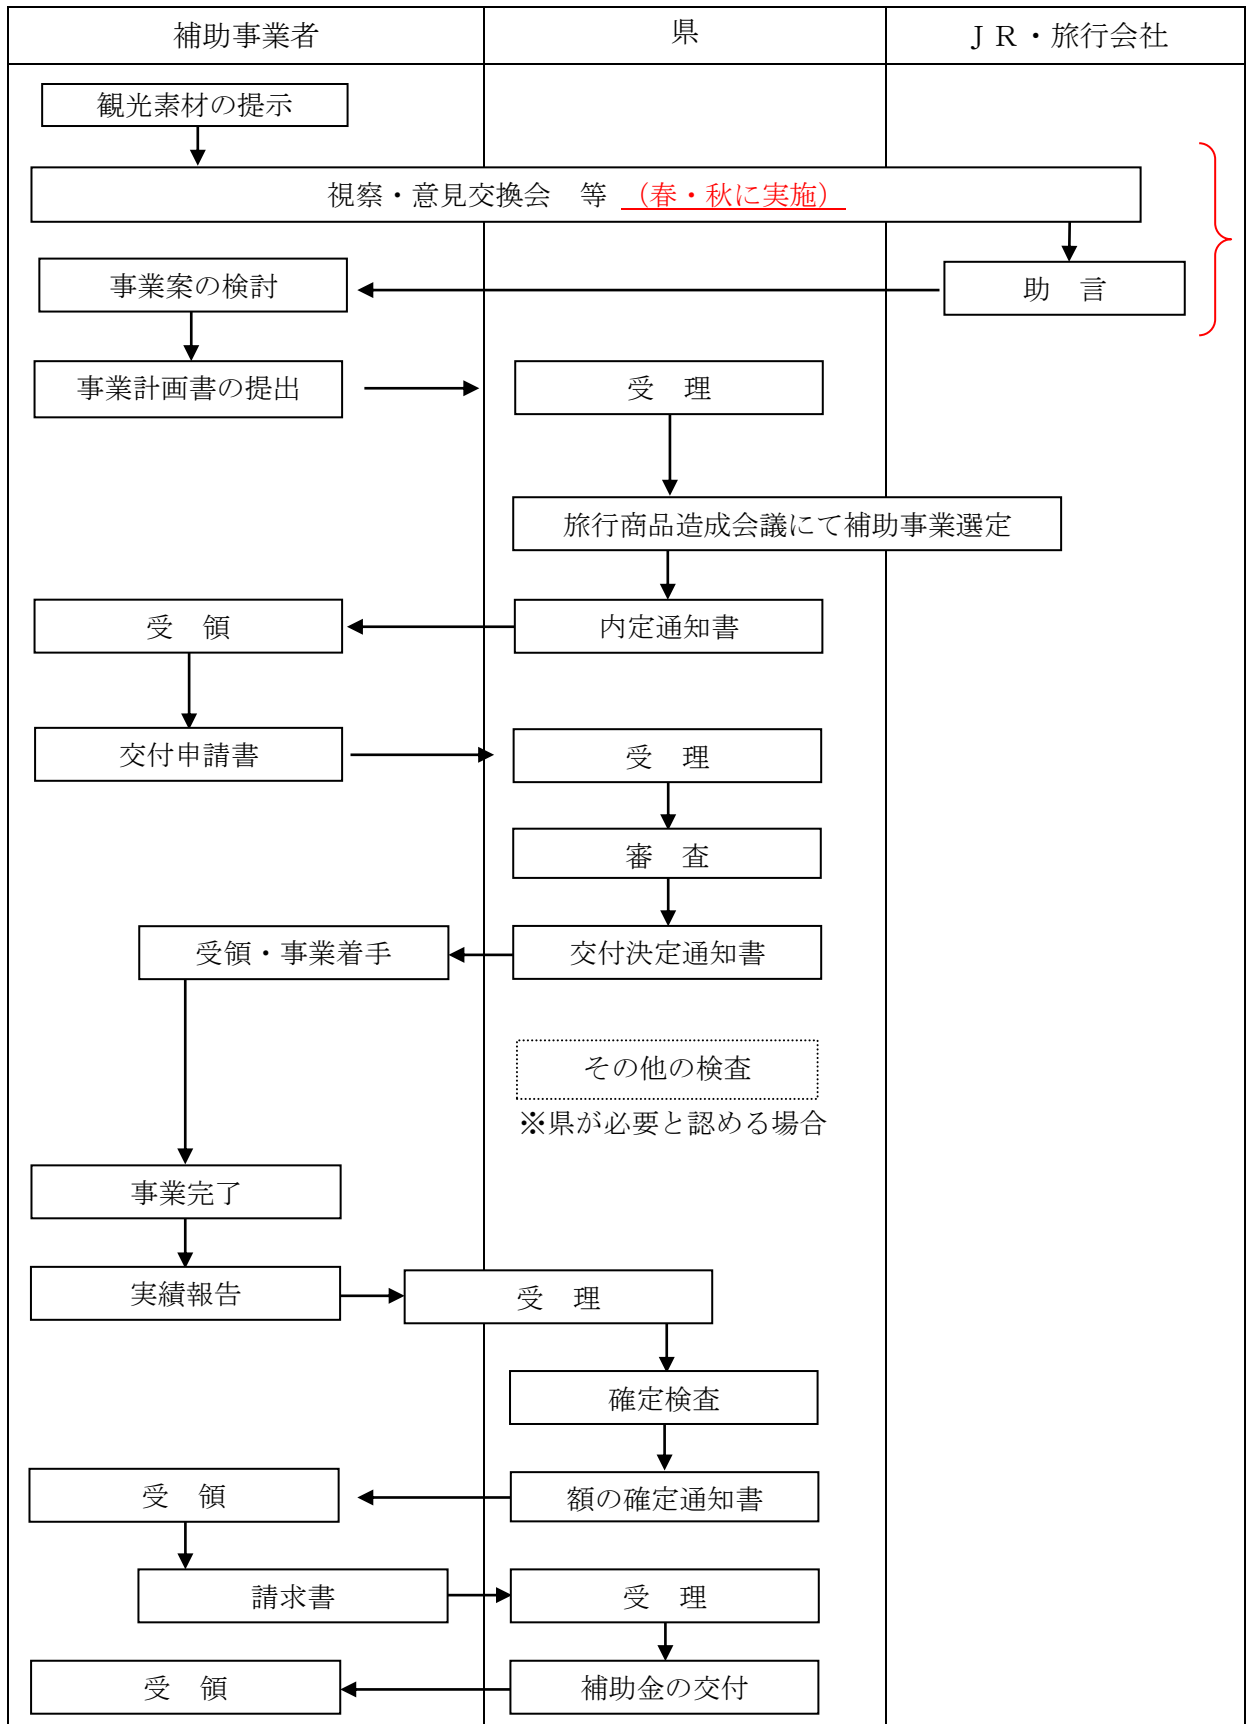 補助事業者
県
ＪＲ・旅行会社
観光素材の提示
視察・意見交換会　等　（春・秋に実施）
事業案の検討
助　言
事業計画書の提出
受　理
旅行商品造成会議にて補助事業選定
受　領
内定通知書
交付申請書
受　理
審　査
受領・事業着手
交付決定通知書
その他の検査
※県が必要と認める場合
事業完了
実績報告
受　理
確定検査
受　領
額の確定通知書
請求書
受　理
受　領
補助金の交付